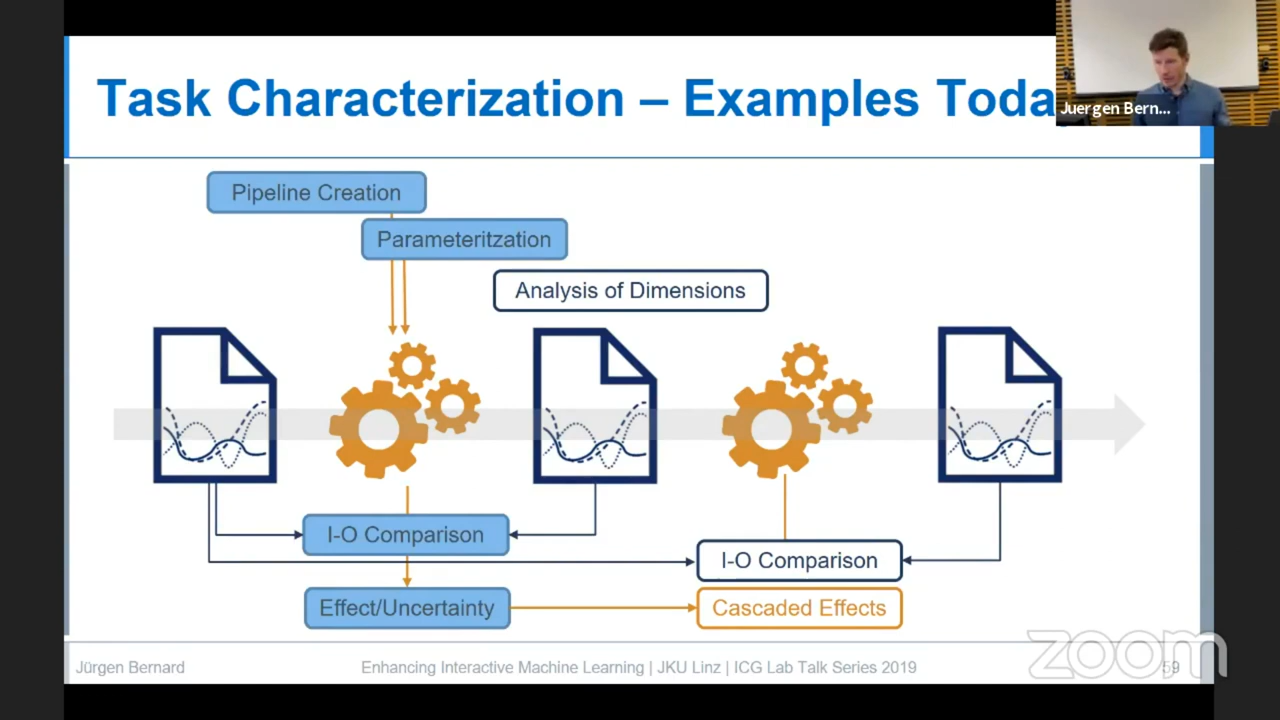 Task Characterization – Examples Toda
Juergen Bern...
Pipeline Creation
Parameteritzation
Analysis of Dimensions
I-O Comparison
I-O Comparison
Effect/Uncertainty
Cascaded Effects
Jürgen Bernard
Enhancing Interactive Machine Learning | JKU Linz | ICG Lab Talk Series 2019
59
zoom